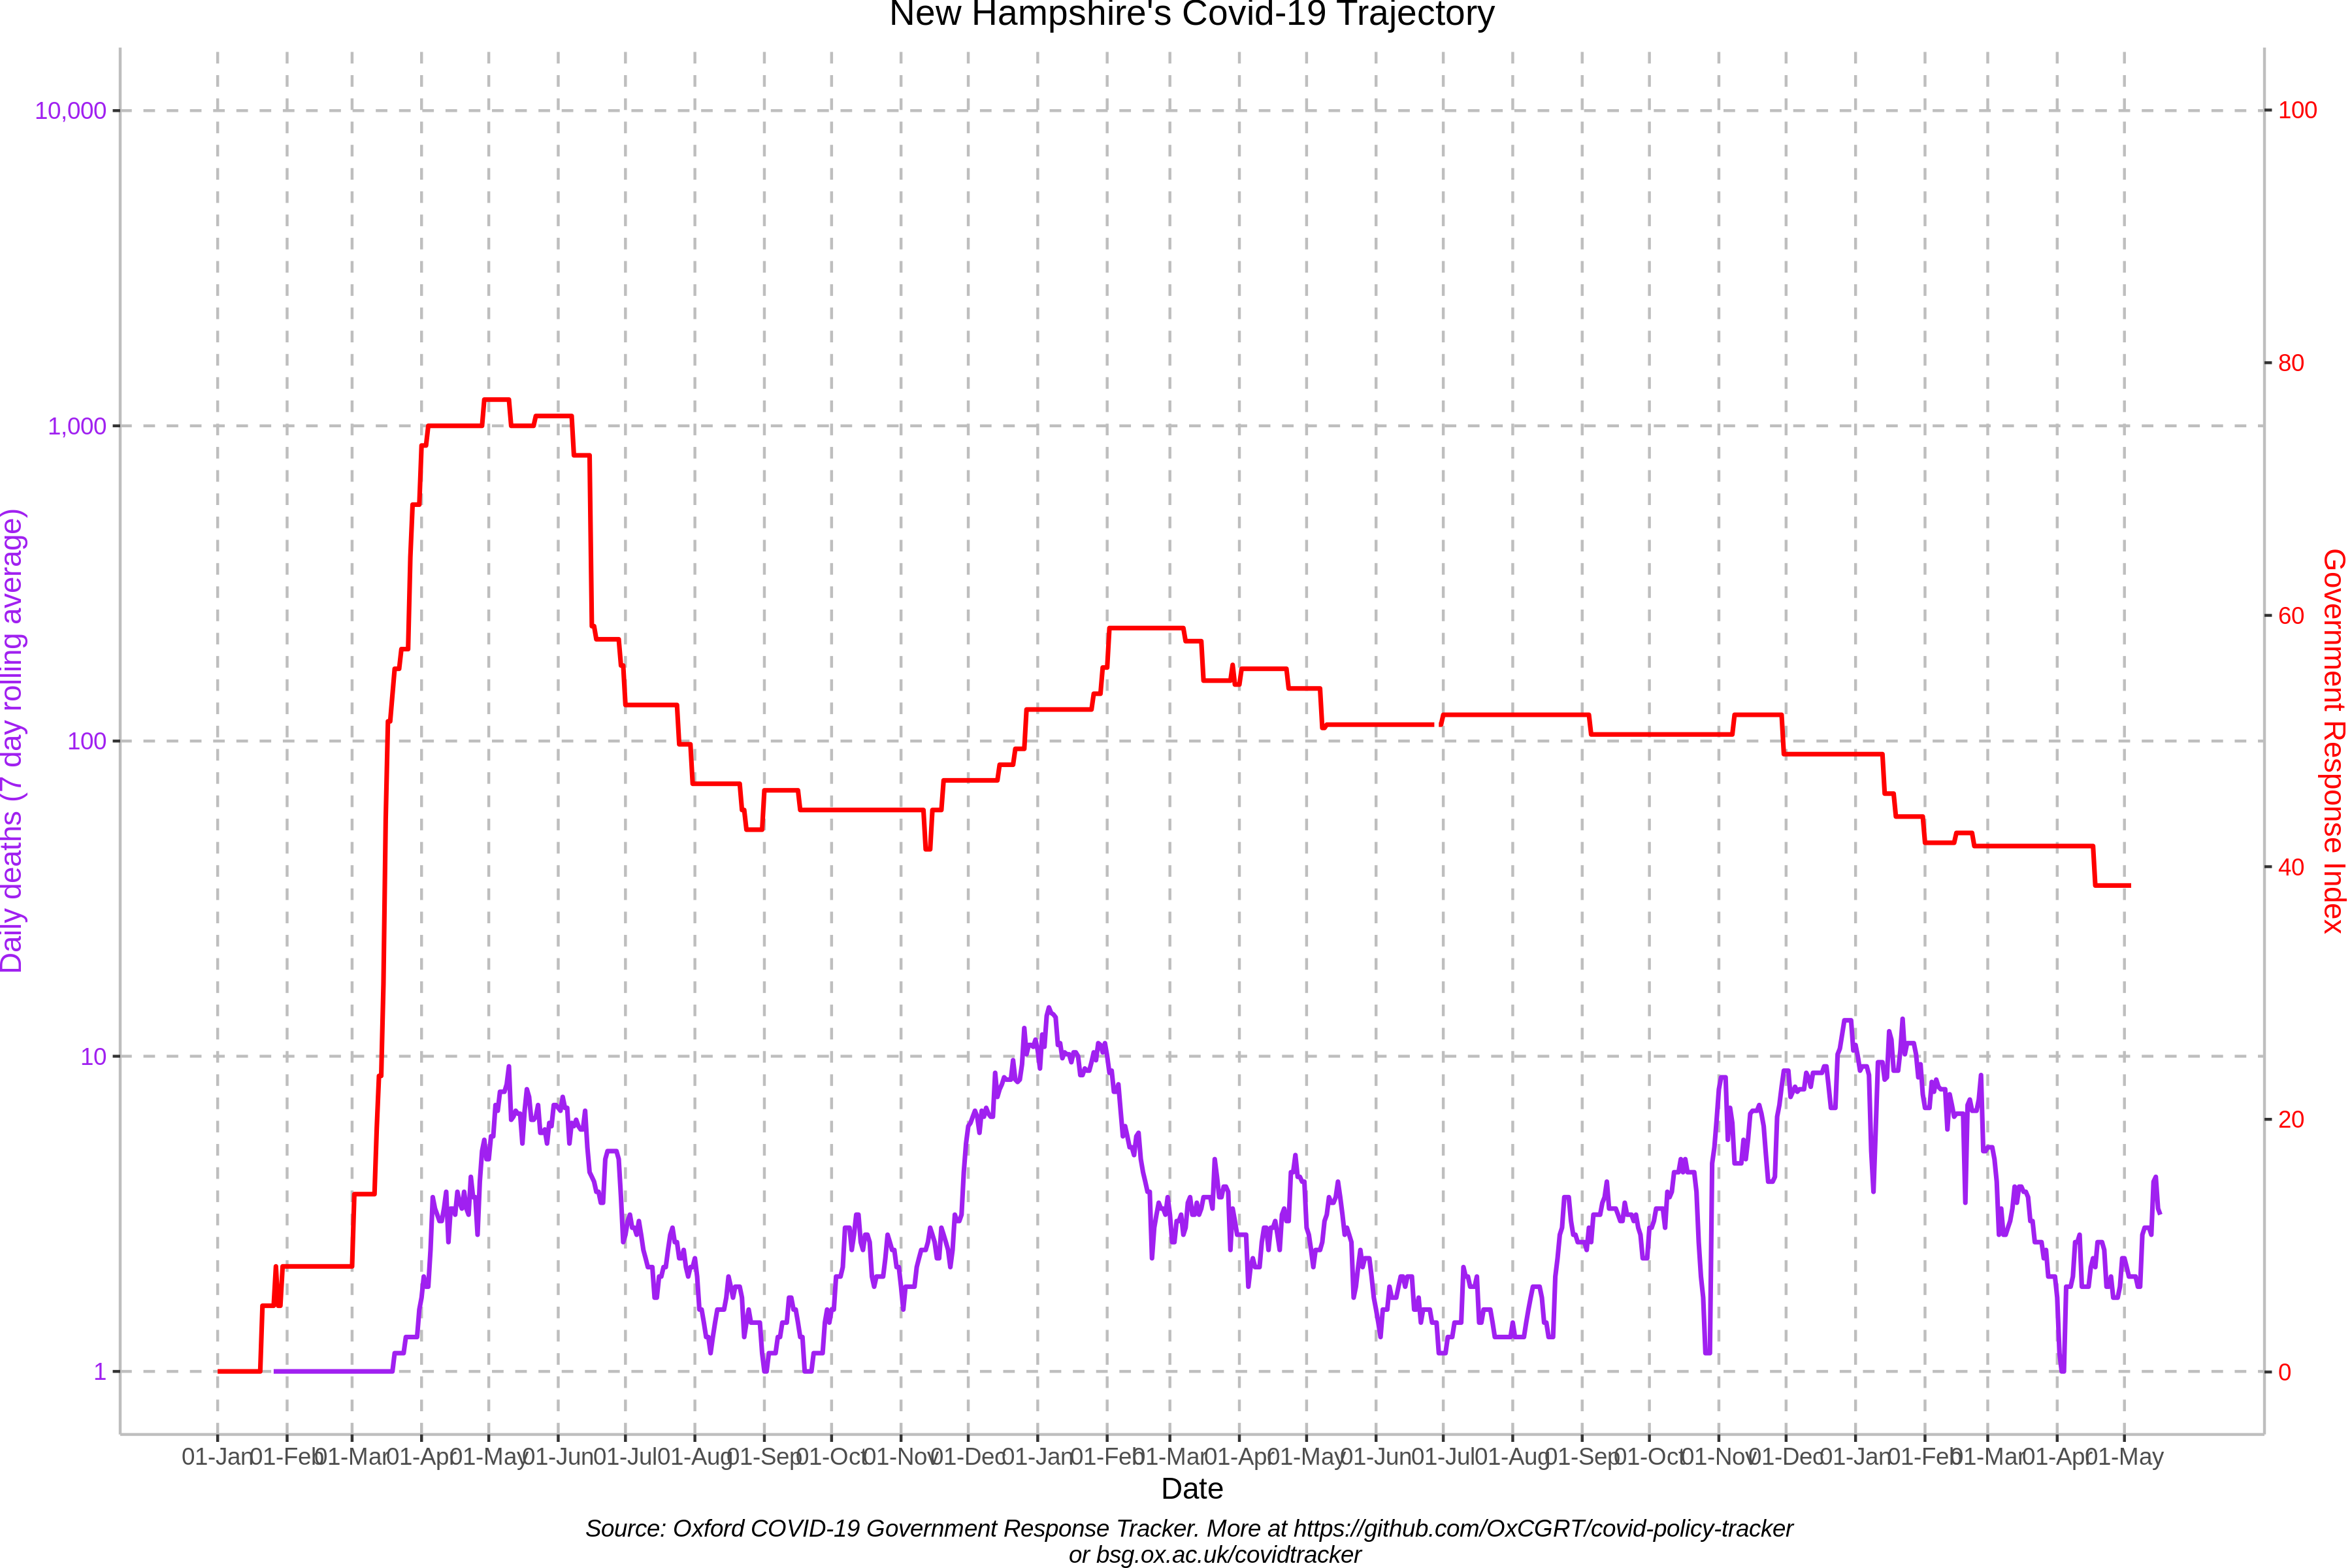 New Hampshire's Covid-19 Trajectory
10,000
1,000
100
10
1
Daily deaths (7 day rolling average)
100
80
60
40
20
0
Government Response Index
01-Jan
01-Feb
01-Mar
01-Apr
01-May
01-Jun
01-Jul
01-Aug
01-Sep
01-Oct
01-Nov
01-Dec
01-Jan
01-Feb
01-Mar
01-Apr
01-May
01-Jun
01-Jul
01-Aug
01-Sep
01-Oct
01-Nov
01-Dec
01-Jan
01-Feb
01-Mar
01-Apr
01-May
Date
Source: Oxford COVID-19 Government Response Tracker. More at https://github.com/OxCGRT/covid-policy-tracker
or bsg.ox.ac.uk/covidtracker